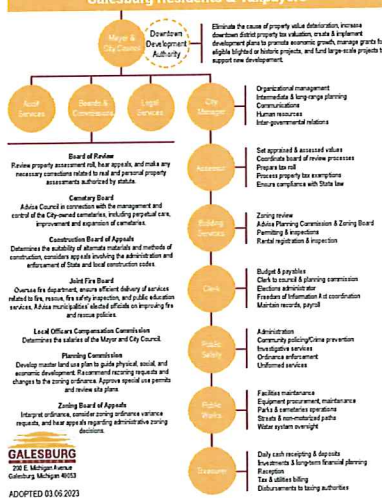 Galesburg Residents & Taxpayers
Mayor &
City Council
Downtown
Development
Authority
Eliminate the cause of property value deterioration, increase
downtown district property tax valuation, create & implement
development plans to promote economic growth, manage grants for
eligible blighted or historic projects, and fund large-scale projects to
support new development.
Audit
Services
Boards &
Commissions
Legal
Services
City
Manager
Organizational management
Intermediate & long-range planning
Communications
Human resources
Inter-governmental relations
Board of Review
Review property assessment roll, hear appeals, and make any
necessary corrections related to real and personal property
assessments authorized by statute.
Cemetary Board
Advise Council in connection with the management and
control of the City-owned cemetaries, including perpetual care,
improvement and expansion of cemetaries.
Construction Board of Appeals
Determines the suitability of alternate materials and methods of
construction, considers appeals involving the administration and
enforcement of State and local construction codes.
Joint Fire Board
Oversee fire department, ensure efficient delivery of services
related to fire, rescue, fire safety inspection, and public education
services, Advise municipalities' elected officials on improving fire
and rescue policies.
Local Officers Compensation Commission
Determines the salaries of the Mayor and City Council.
Planning Commission
Develop master land use plan to guide physical, social, and
economic development. Recommend rezoning requests and
changes to the zoning ordinance. Approve special use permits
and review site plans.
Zoning Board of Appeals
Interpret ordinance, consider zoning ordinance variance
requests, and hear appeals regarding administrative zoning
decisions.
Assessor
Set appraised & assessed values
Coordinate board of review processes
Prepare tax roll
Process property tax exemptions
Ensure compliance with State law
Building
Services
Zoning review
Advise Planning Commission & Zoning Board
Permitting & inspections
Rental registration & inspection
Clerk
Budget & payables
Clerk to council & planning commission
Elections administrator
Freedom of Information Act coordination
Maintain records, payroll
Public
Safety
Administration
Community policing/Crime prevention
Investigative services
Ordinance enforcement
Uniformed services
Public
Works
Facilities maintenance
Equipment procurement, maintenance
Parks & cemetaries operations
Streets & non-motorized paths
Water system oversight
Treasurer
Daily cash receipting & deposits
Investments & long-term financial planning
Reception
Tax & utilities billing
Disbursements to taxing authorities
GALESBURG
200 E. Michigan Avenue
Galesburg, Michigan 49053
ADOPTED 03.06.2023